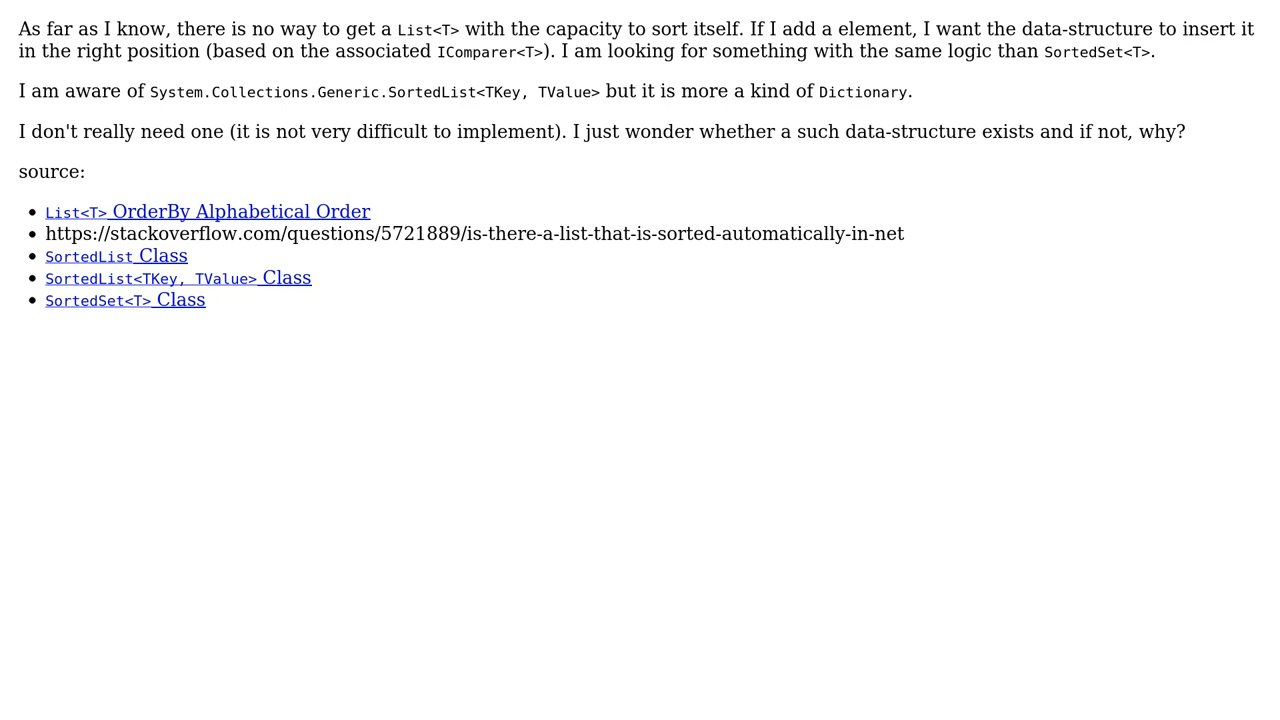 As far as I know, there is no way to get a List<T> with the capacity to sort itself. If I add a element, I want the data-structure to insert it
in the right position (based on the associated IComparer<T>). I am looking for something with the same logic than SortedSet<T>.
I am aware of System.Collections.Generic.SortedList<TKey, TValue> but it is more a kind of Dictionary.
I don't really need one (it is not very difficult to implement). I just wonder whether a such data-structure exists and if not, why?
source:
• List<T> OrderBy Alphabetical Order
• https://stackoverflow.com/questions/5721889/is-there-a-list-that-is-sorted-automatically-in-net
• SortedList Class
• SortedList<TKey, TValue> Class
• SortedSet<T> Class